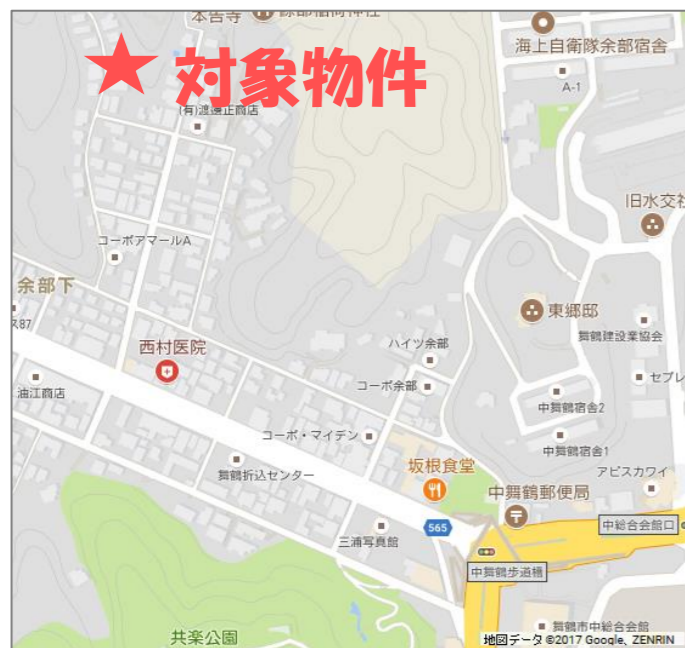 本告寺
餘部稲荷神社
対象物件
(有)渡邊正商店
海上自衛隊余部宿舎
A-1
旧水交社
コーポアマールA
余部下
ス87
東郷邸
舞鶴建設業協会
西村医院
ハイツ余部
コーポ余部
セブレ
油江商店
中舞鶴宿舎2
コーポ・マイデン
中舞鶴宿舎1
舞鶴折込センター
坂根食堂
アビスカワイ
中舞鶴郵便局
565
中総合会館口
三浦写真館
中舞鶴歩道橋
共楽公園
舞鶴市中総合会館
地図データ ©2017 Google、ZENRIN